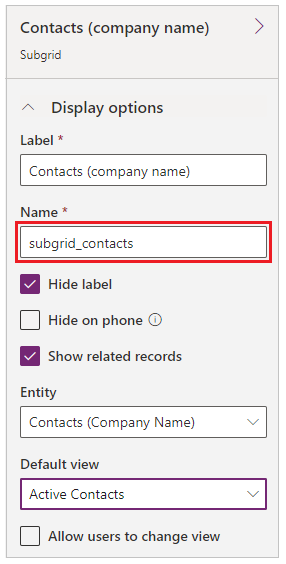 Contacts (company name)
Subgrid
Display options
Label *
Contacts (company name)
Name *
subgrid_contacts
Hide label
Hide on phone
Show related records
Entity
Contacts (Company Name)
Default view
Active Contacts
Allow users to change view